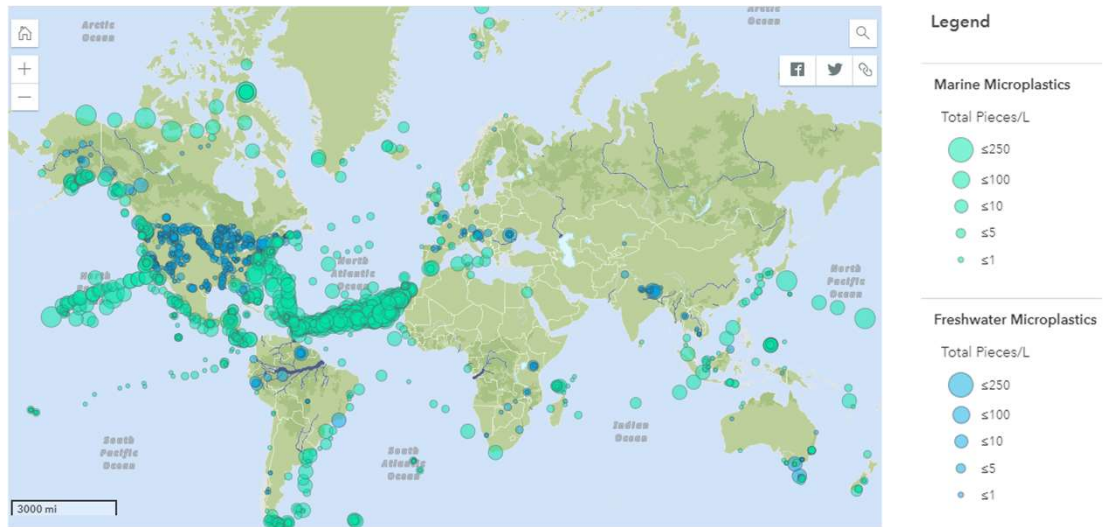 Arctic
Ocean
Arctic
Ocean
+
−
North
Atlantic
Ocean
North
North
Pacific
Ocean
South
Pacific
Ocean
South
Atlantic
Ocean
Indian
Ocean
3000 mi
Legend
Marine Microplastics
Total Pieces/L
≤250
≤100
≤10
≤5
≤1
Freshwater Microplastics
Total Pieces/L
≤250
≤100
≤10
≤5
≤1